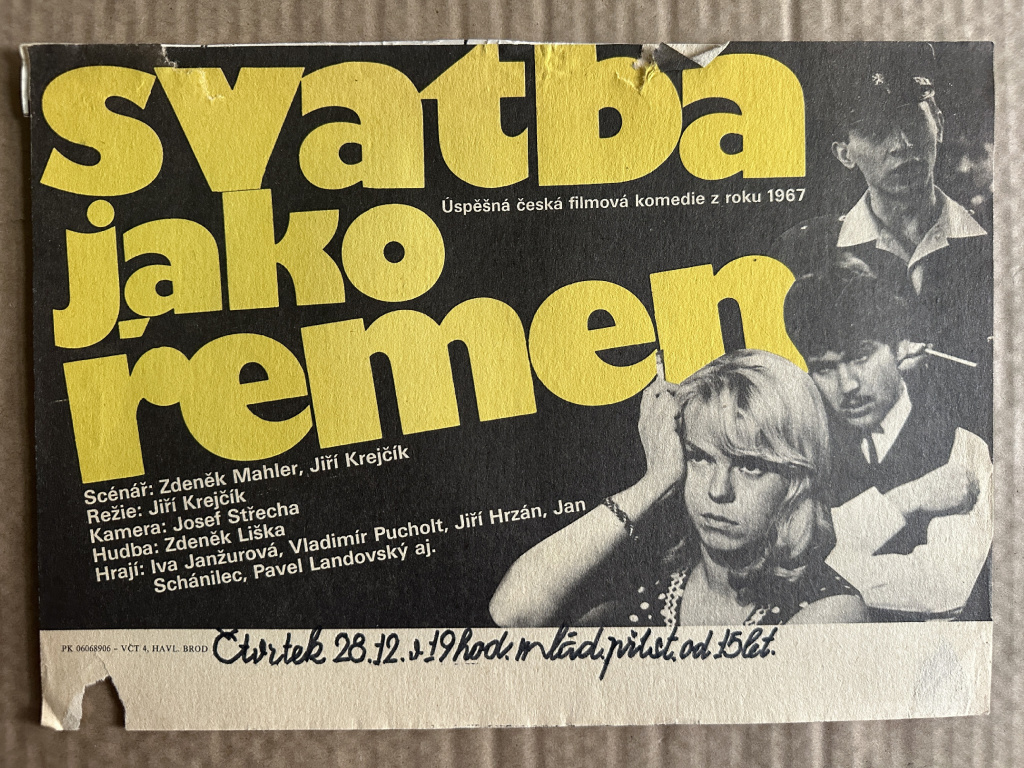 svatba
Úspěšná česká filmová komedie z roku 1967
jako
řemen
Scénář: Zdeněk Mahler, Jiří Krejčík
Režie: Jiří Krejčík
Kamera: Josef Střecha
Hudba: Zdeněk Liška
Hrají: Iva Janžurová, Vladimír Pucholt, Jiří Hrzán, Jan
Schánilec, Pavel Landovský aj.
PK 06068906 – VČT 4, HAVL. BROD
Čtvrtek 28.12. v 19 hod. mlád. příst. od 15 let.